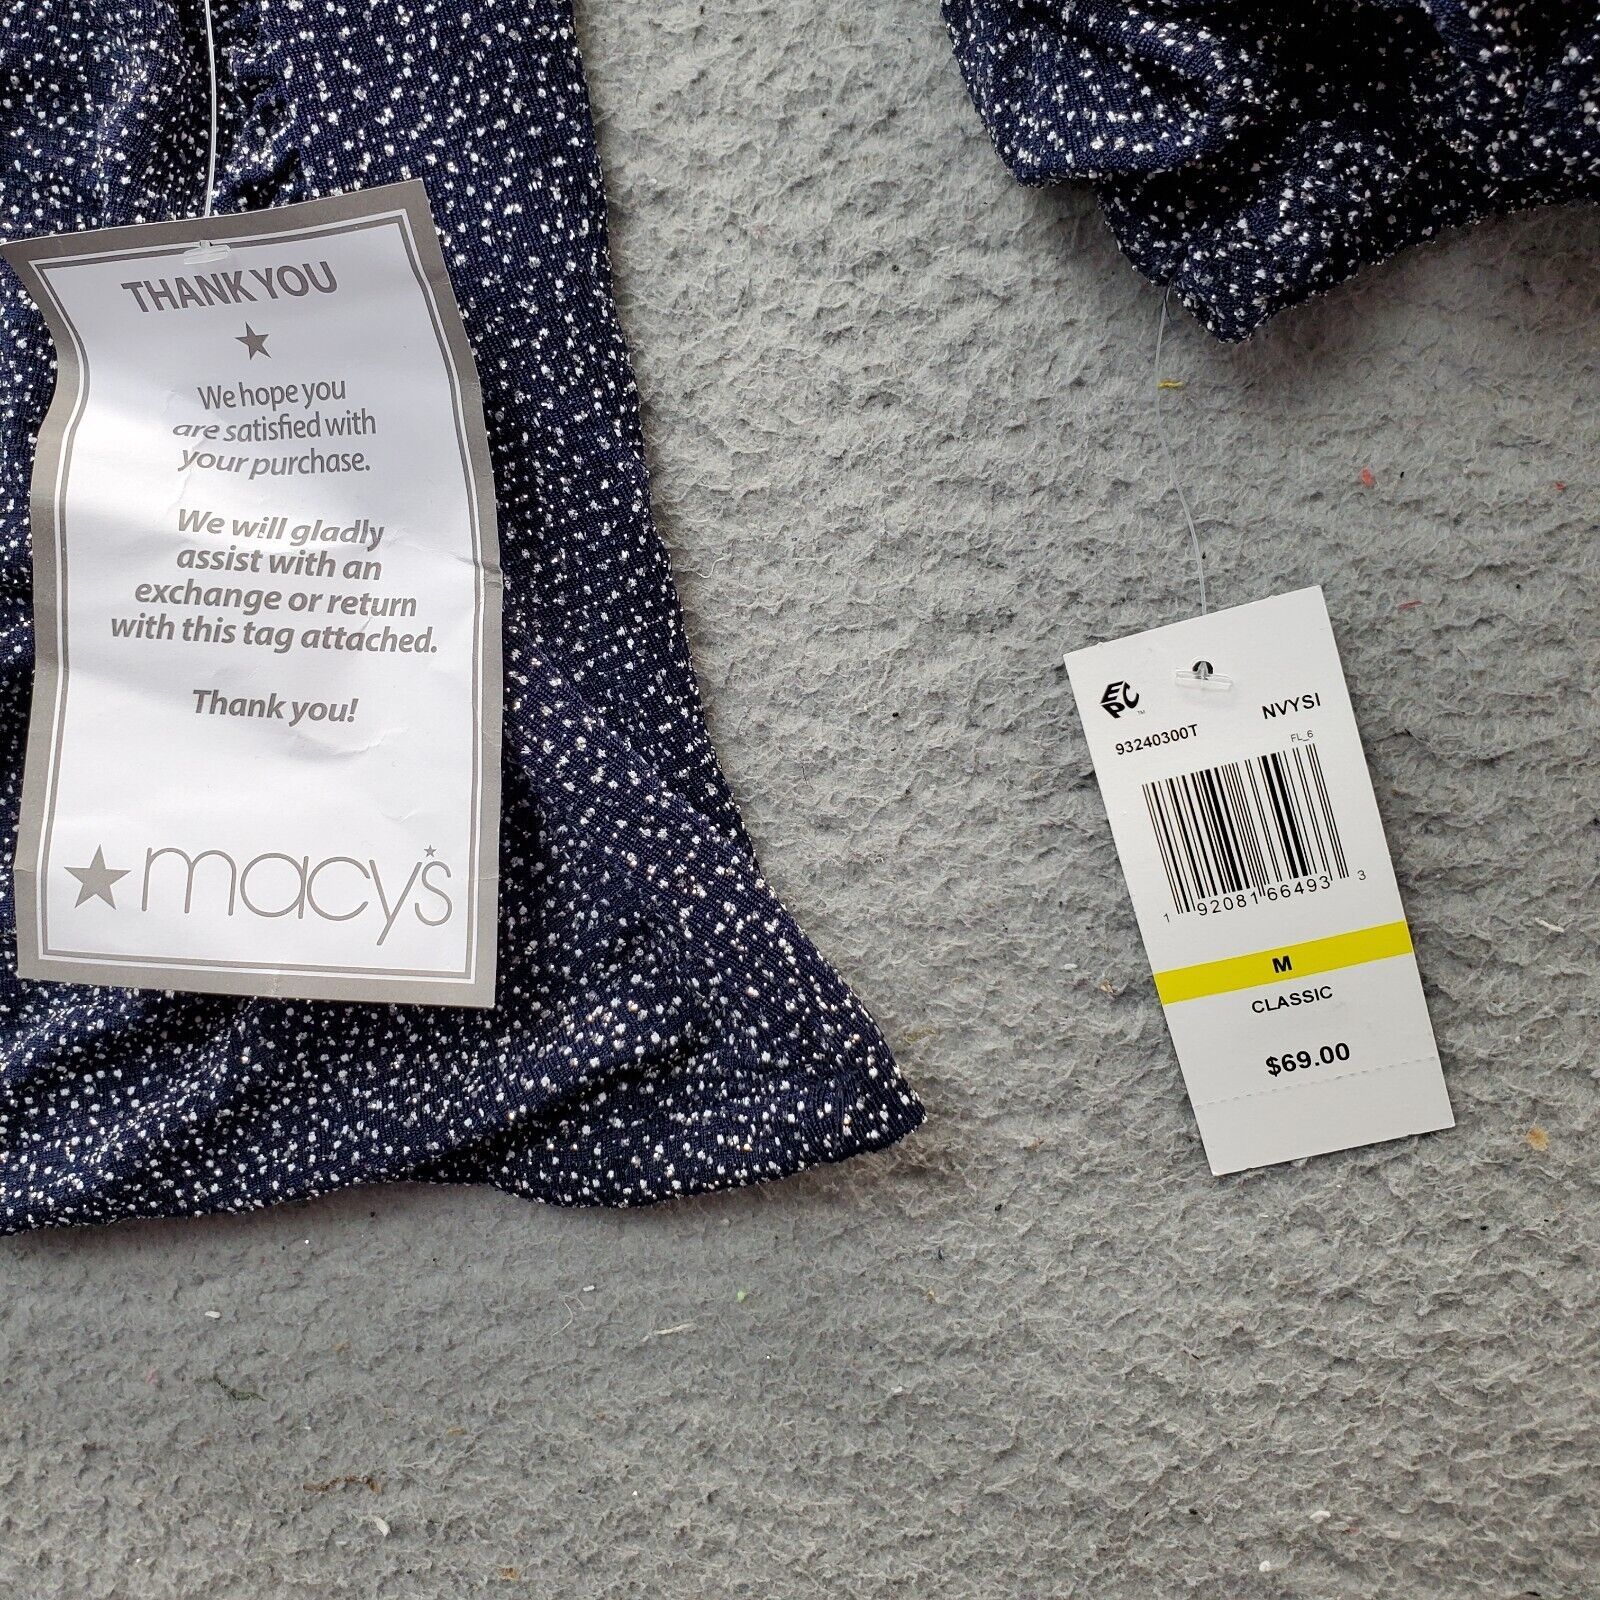 THANK YOU
We hope you
are satisfied with
your purchase.
We will gladly
assist with an
exchange or return
with this tag attached.
Thank you!
macy's
EPC™
93240300T
NVYSI
FL_6
1 92081 66493 3
M
CLASSIC
$69.00